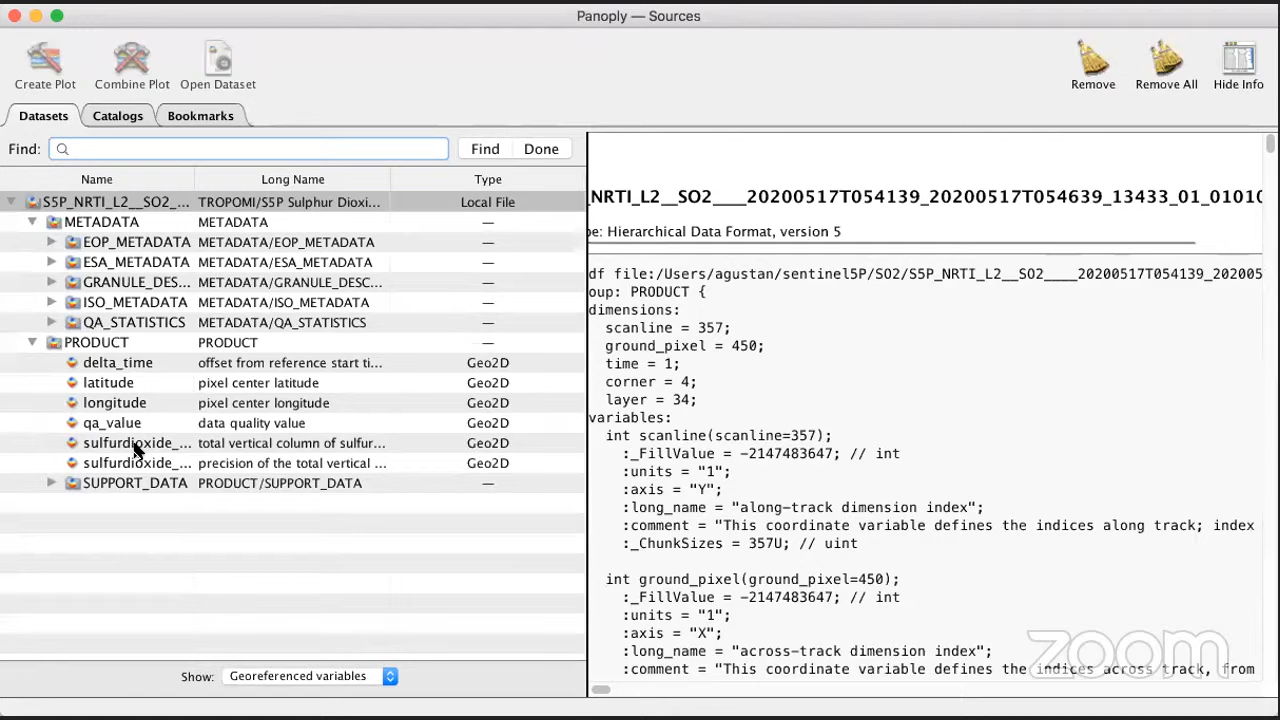 Panoply — Sources
Create Plot
Combine Plot
Open Dataset
Remove
Remove All
Hide Info
Datasets
Catalogs
Bookmarks
Find:
Find
Done
Name Long Name Type
S5P_NRTI_L2__SO2_... TROPOMI/S5P Sulphur Dioxi... Local File
METADATA METADATA —
EOP_METADATA METADATA/EOP_METADATA —
ESA_METADATA METADATA/ESA_METADATA —
GRANULE_DES... METADATA/GRANULE_DESC... —
ISO_METADATA METADATA/ISO_METADATA —
QA_STATISTICS METADATA/QA_STATISTICS —
PRODUCT PRODUCT —
delta_time offset from reference start ti... Geo2D
latitude pixel center latitude Geo2D
longitude pixel center longitude Geo2D
qa_value data quality value Geo2D
sulfurdioxide_... total vertical column of sulfur... Geo2D
sulfurdioxide_... precision of the total vertical ... Geo2D
SUPPORT_DATA PRODUCT/SUPPORT_DATA —
Show: Georeferenced variables
_NRTI_L2__SO2____20200517T054139_20200517T054639_13433_01_01010
pe: Hierarchical Data Format, version 5
df file:/Users/agustan/sentinel5P/SO2/S5P_NRTI_L2__SO2____20200517T054139_202005
oup: PRODUCT {
dimensions:
scanline = 357;
ground_pixel = 450;
time = 1;
corner = 4;
layer = 34;
variables:
int scanline(scanline=357);
:_FillValue = -2147483647; // int
:units = "1";
:axis = "Y";
:long_name = "along-track dimension index";
:comment = "This coordinate variable defines the indices along track; index
:_ChunkSizes = 357U; // uint
int ground_pixel(ground_pixel=450);
:_FillValue = -2147483647; // int
:units = "1";
:axis = "X";
:long_name = "across-track dimension index";
:comment = "This coordinate variable defines the indices across track, from
zoom